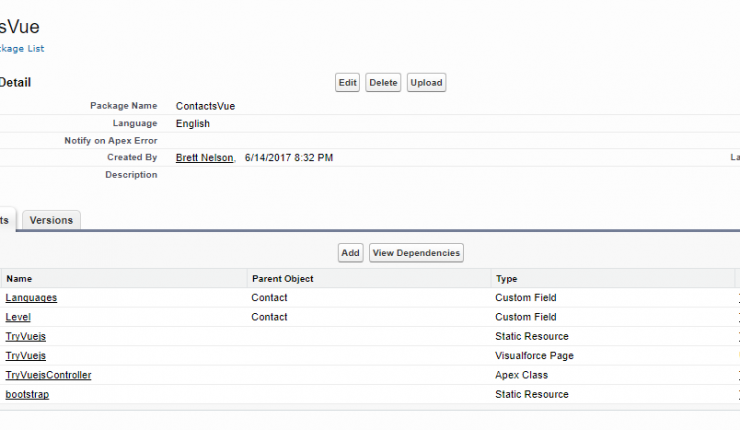 sVue
kage List
Detail
Edit Delete Upload
Package Name ContactsVue
Language English
Notify on Apex Error
Created By Brett Nelson, 6/14/2017 8:32 PM La
Description
ts Versions
Add View Dependencies
Name Parent Object Type
Languages Contact Custom Field
Level Contact Custom Field
TryVuejs Static Resource
TryVuejs Visualforce Page
TryVuejsController Apex Class
bootstrap Static Resource